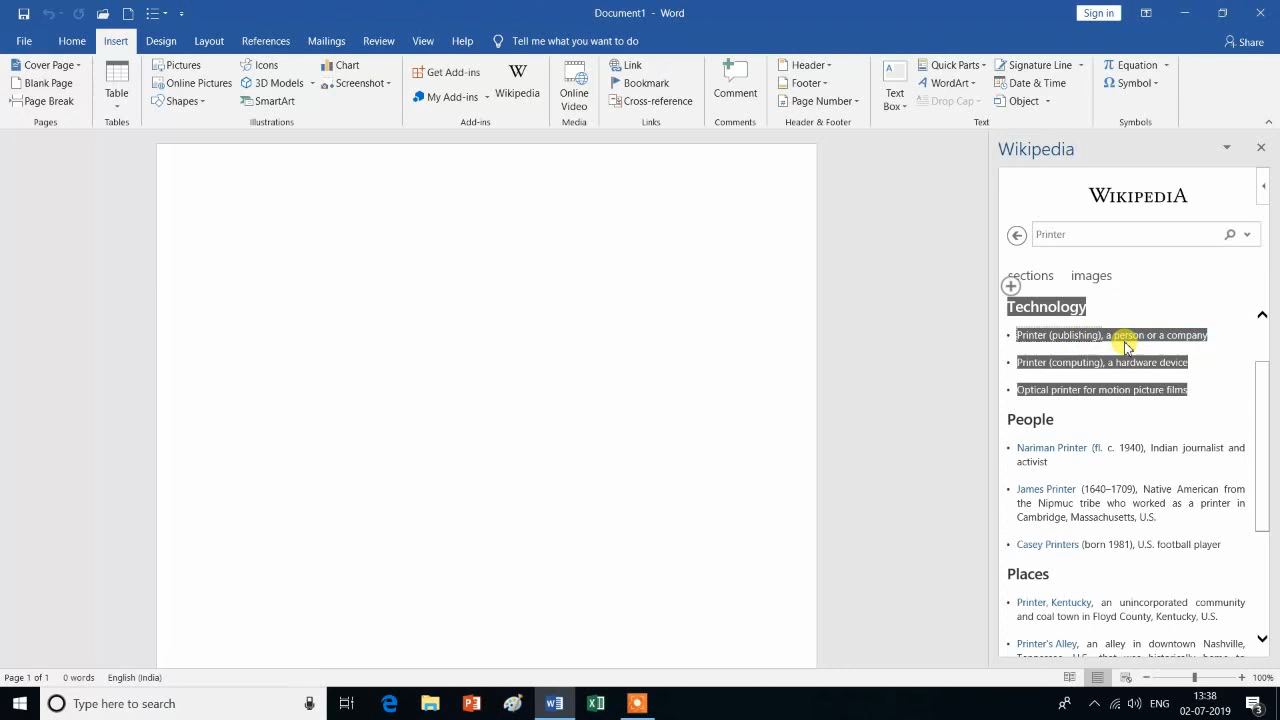 Document1 - Word
Sign in
File Home Insert Design Layout References Mailings Review View Help Tell me what you want to do Share
Cover Page
Blank Page
Page Break
Pages
Table
Tables
Pictures Icons Chart
Online Pictures 3D Models Screenshot
Shapes SmartArt
Illustrations
Get Add-ins
My Add-ins
W
Wikipedia
Add-ins
Online
Video
Media
Link
Bookmark
Cross-reference
Links
Comment
Comments
Header
Footer
Page Number
Header & Footer
A
Text
Box
Quick Parts Signature Line
WordArt Date & Time
Drop Cap Object
Text
Equation
Symbol
Symbols
Wikipedia
WIKIPEDIA
Printer
sections images
Technology
Printer (publishing), a person or a company
Printer (computing), a hardware device
Optical printer for motion picture films
People
Nariman Printer (fl. c. 1940), Indian journalist and
activist
James Printer (1640–1709), Native American from
the Nipmuc tribe who worked as a printer in
Cambridge, Massachusetts, U.S.
Casey Printers (born 1981), U.S. football player
Places
Printer, Kentucky, an unincorporated community
and coal town in Floyd County, Kentucky, U.S.
Printer's Alley, an alley in downtown Nashville,
Tennessee, U.S., that was historically home to
Page 1 of 1 0 words English (India) 100%
Type here to search
ENG
13:38
02-07-2019
3